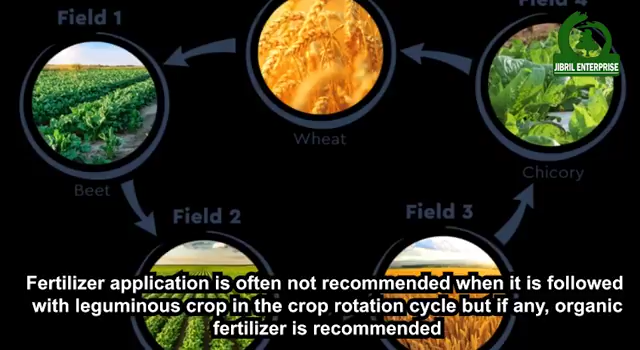 Field 1
Field 4
JIBRIL ENTERPRISE
Wheat
Beet
Chicory
Field 2
Field 3
Fertilizer application is often not recommended when it is followed
with leguminous crop in the crop rotation cycle but if any, organic
fertilizer is recommended